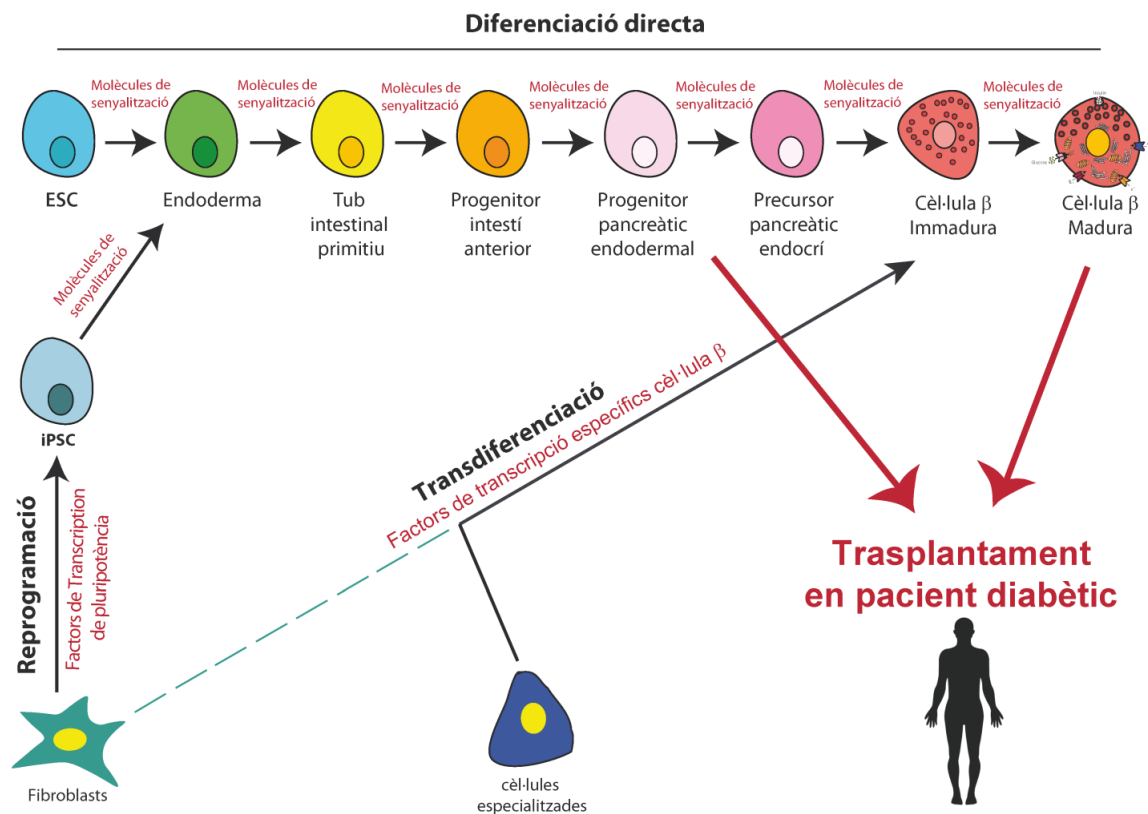 Diferenciació directa
Molècules de
senyalització
Molècules de
senyalització
Molècules de
senyalització
Molècules de
senyalització
Molècules de
senyalització
Molècules de
senyalització
Molècules de
senyalització
ESC
Endoderma
Tub
intestinal
primitiu
Progenitor
intestí
anterior
Progenitor
pancreàtic
endodermal
Precursor
pancreàtic
endocrí
Cèl·lula β
Immadura
Cèl·lula β
Madura
Molècules de
senyalització
iPSC
Reprogramació
Factors de Transcription
de pluripotència
Fibroblasts
Transdiferenciació
Factors de transcripció específics cèl·lula β
cèl·lules
especialitzades
Trasplantament
en pacient diabètic